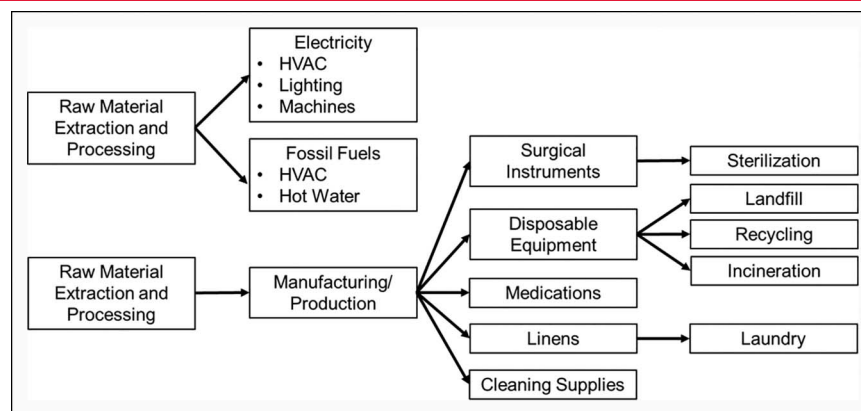 Electricity
• HVAC
• Lighting
• Machines
Raw Material
Extraction and
Processing
Fossil Fuels
• HVAC
• Hot Water
Surgical
Instruments
Sterilization
Landfill
Disposable
Equipment
Recycling
Incineration
Raw Material
Extraction and
Processing
Manufacturing/
Production
Medications
Linens
Laundry
Cleaning Supplies